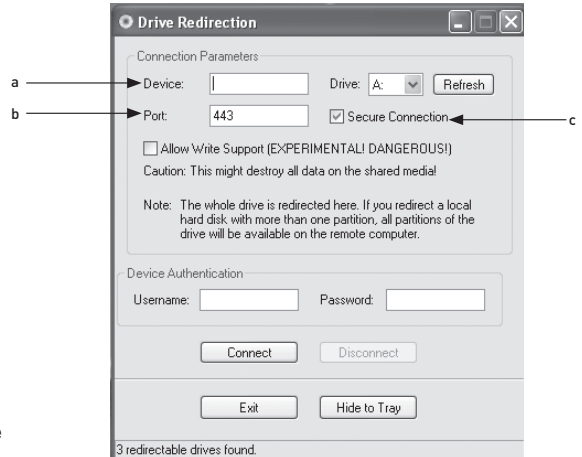 Drive Redirection
Connection Parameters
a
Device:
Drive: A:
Refresh
b
Port: 443
Secure Connection
c
Allow Write Support (EXPERIMENTAL! DANGEROUS!)
Caution: This might destroy all data on the shared media!
Note: The whole drive is redirected here. If you redirect a local
hard disk with more than one partition, all partitions of the
drive will be available on the remote computer.
Device Authentication
Username:
Password:
Connect
Disconnect
Exit
Hide to Tray
3 redirectable drives found.